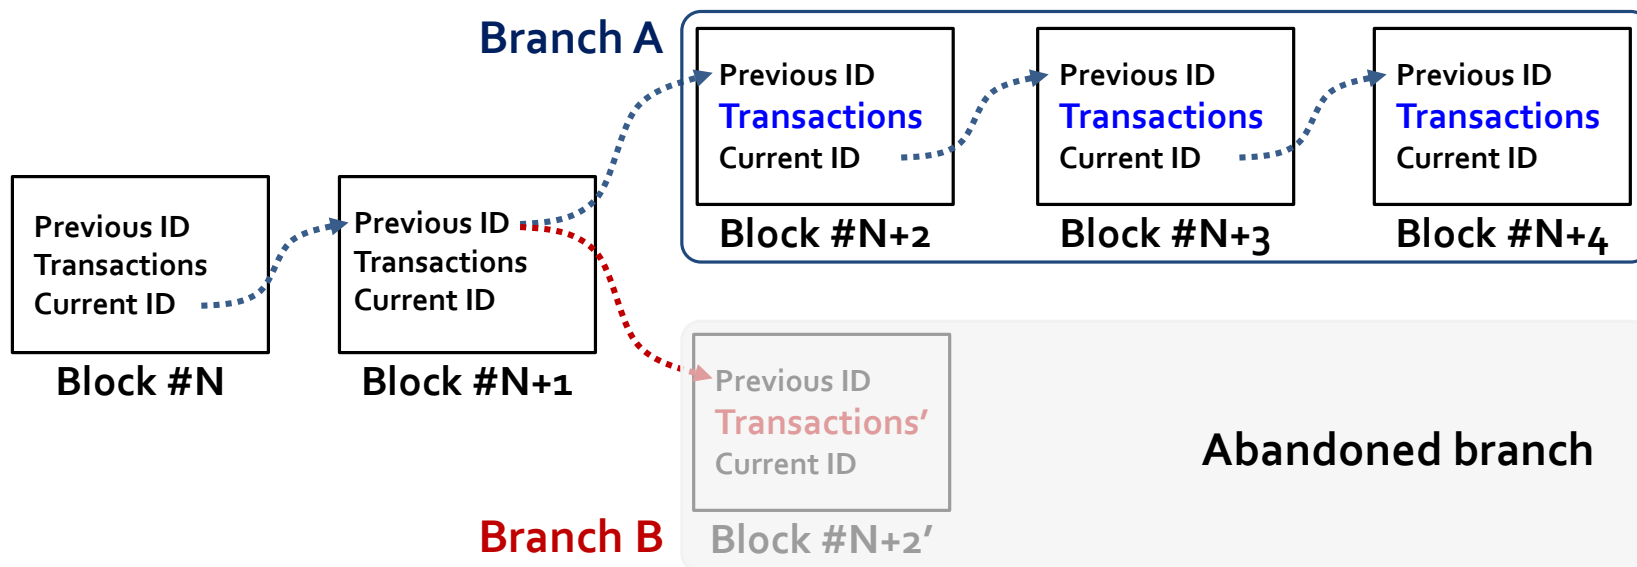 Branch A
Previous ID
Transactions
Current ID
Block #N+2
Previous ID
Transactions
Current ID
Block #N+3
Previous ID
Transactions
Current ID
Block #N+4
Previous ID
Transactions
Current ID
Block #N
Previous ID
Transactions
Current ID
Block #N+1
Previous ID
Transactions’
Current ID
Block #N+2’
Branch B
Abandoned branch